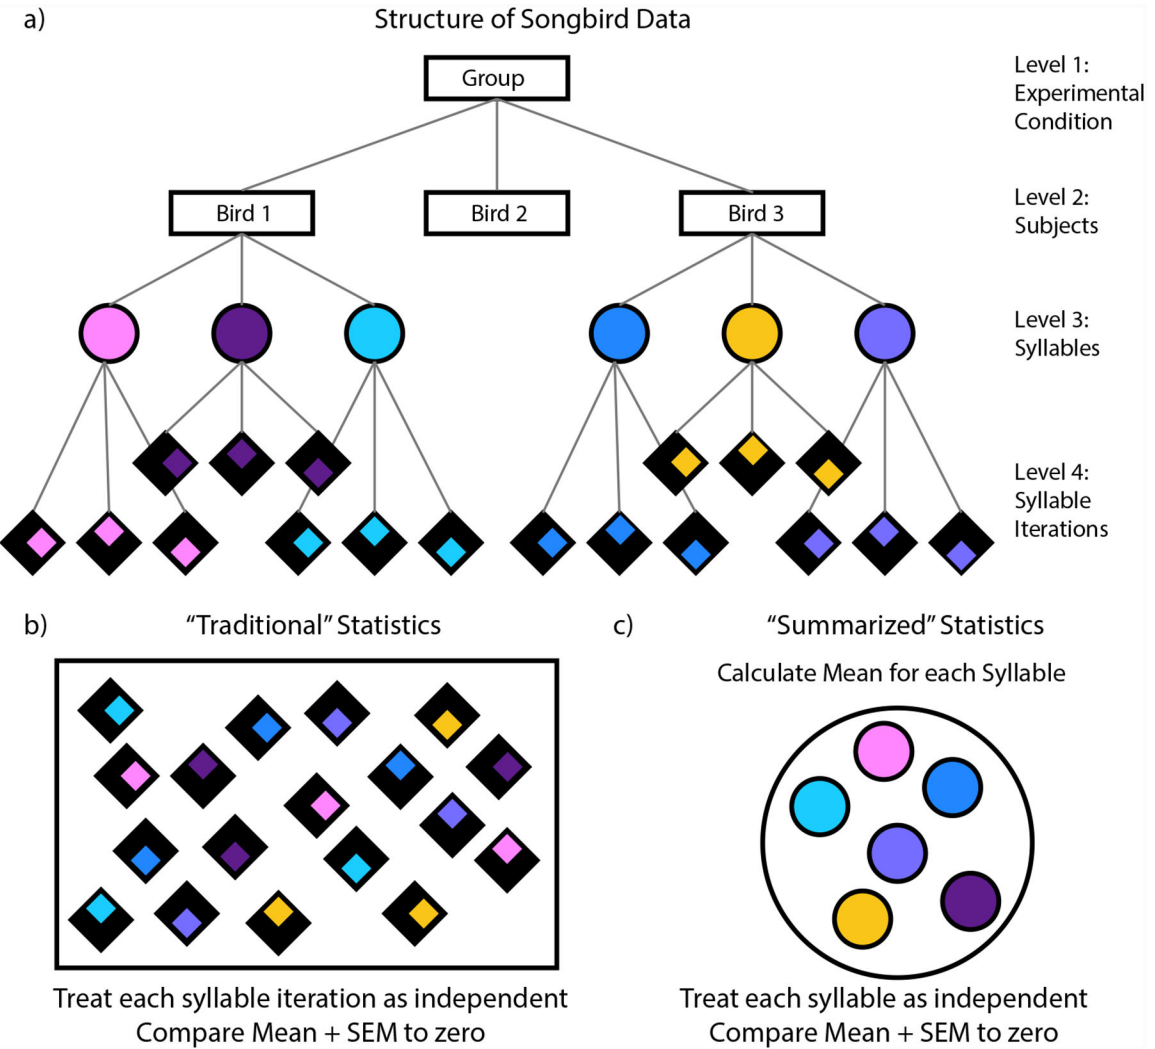 a)
Structure of Songbird Data
Group
Level 1:
Experimental
Condition
Bird 1
Bird 2
Bird 3
Level 2:
Subjects
Level 3:
Syllables
Level 4:
Syllable
Iterations
b)
“Traditional” Statistics
Treat each syllable iteration as independent
Compare Mean + SEM to zero
c)
“Summarized” Statistics
Calculate Mean for each Syllable
Treat each syllable as independent
Compare Mean + SEM to zero